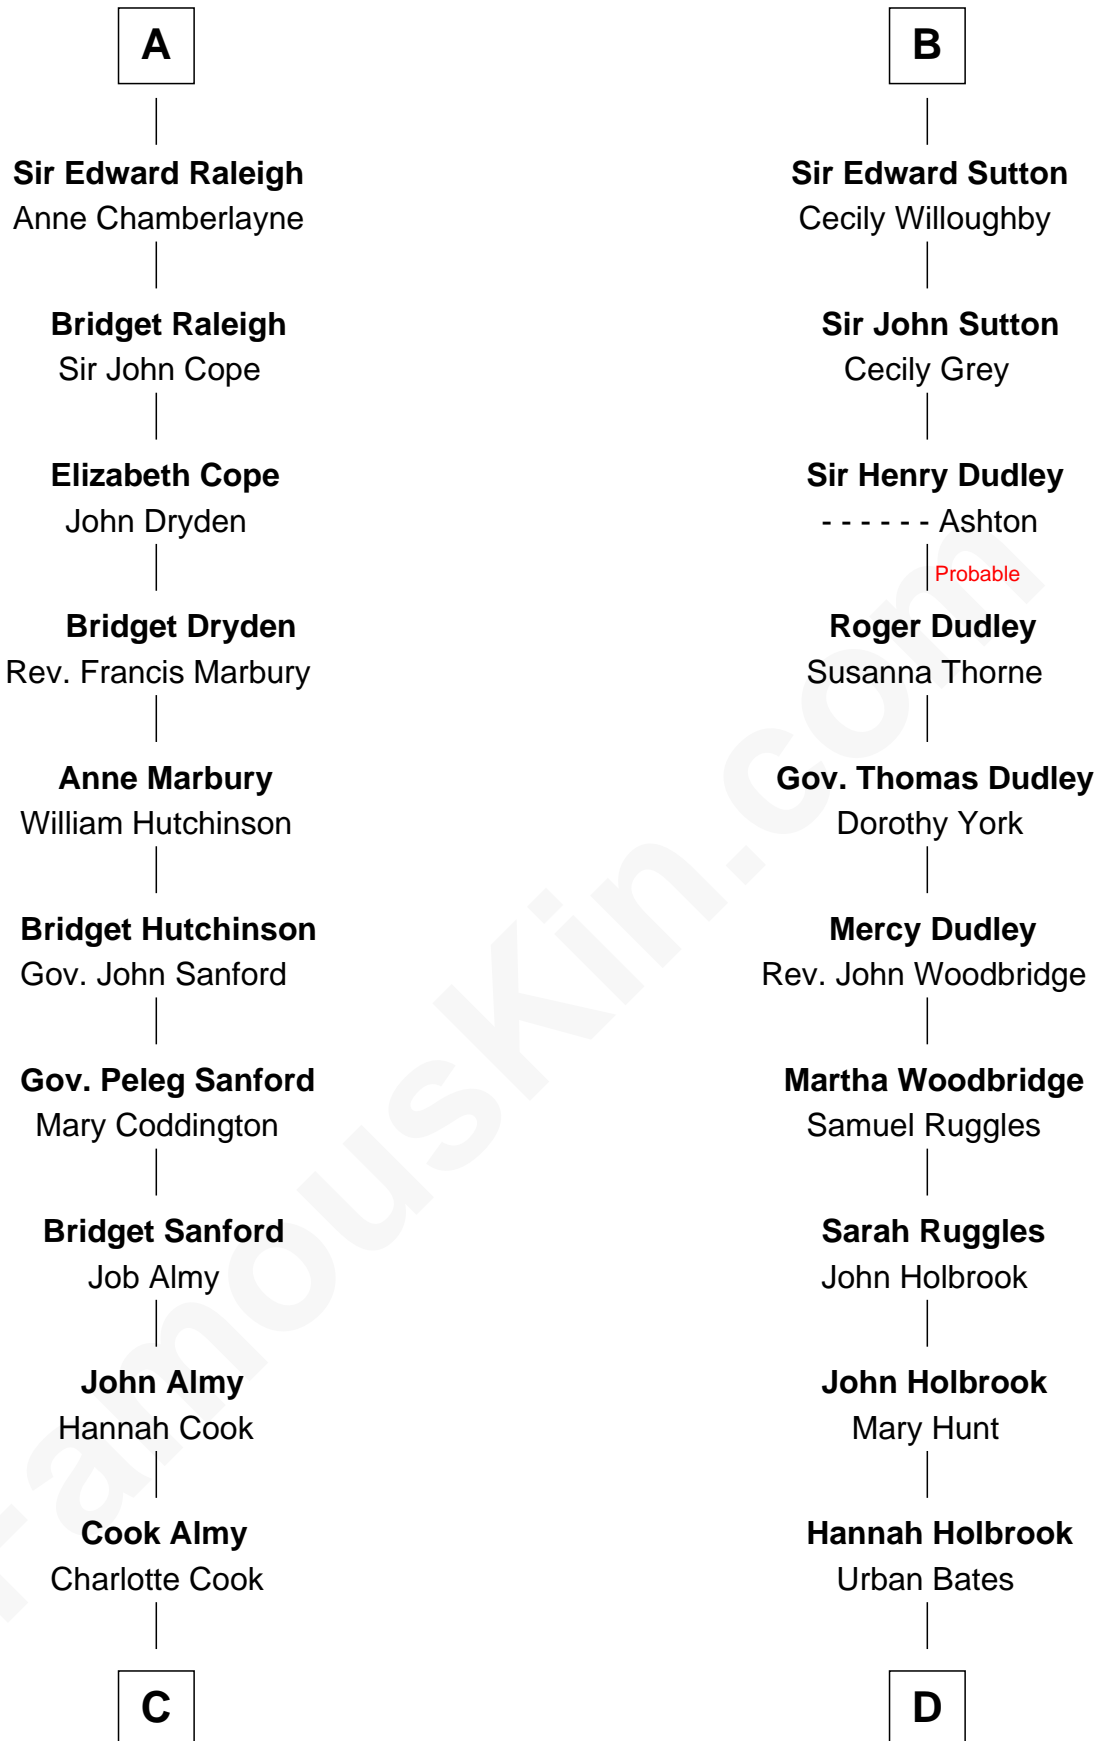 A
Sir Edward Raleigh
Anne Chamberlayne
Bridget Raleigh
Sir John Cope
Elizabeth Cope
John Dryden
Bridget Dryden
Rev. Francis Marbury
Anne Marbury
William Hutchinson
Bridget Hutchinson
Gov. John Sanford
Gov. Peleg Sanford
Mary Coddington
Bridget Sanford
Job Almy
John Almy
Hannah Cook
Cook Almy
Charlotte Cook
C
B
Sir Edward Sutton
Cecily Willoughby
Sir John Sutton
Cecily Grey
Sir Henry Dudley
- - - - - - Ashton
Probable
Roger Dudley
Susanna Thorne
Gov. Thomas Dudley
Dorothy York
Mercy Dudley
Rev. John Woodbridge
Martha Woodbridge
Samuel Ruggles
Sarah Ruggles
John Holbrook
John Holbrook
Mary Hunt
Hannah Holbrook
Urban Bates
D
FamousKin.com